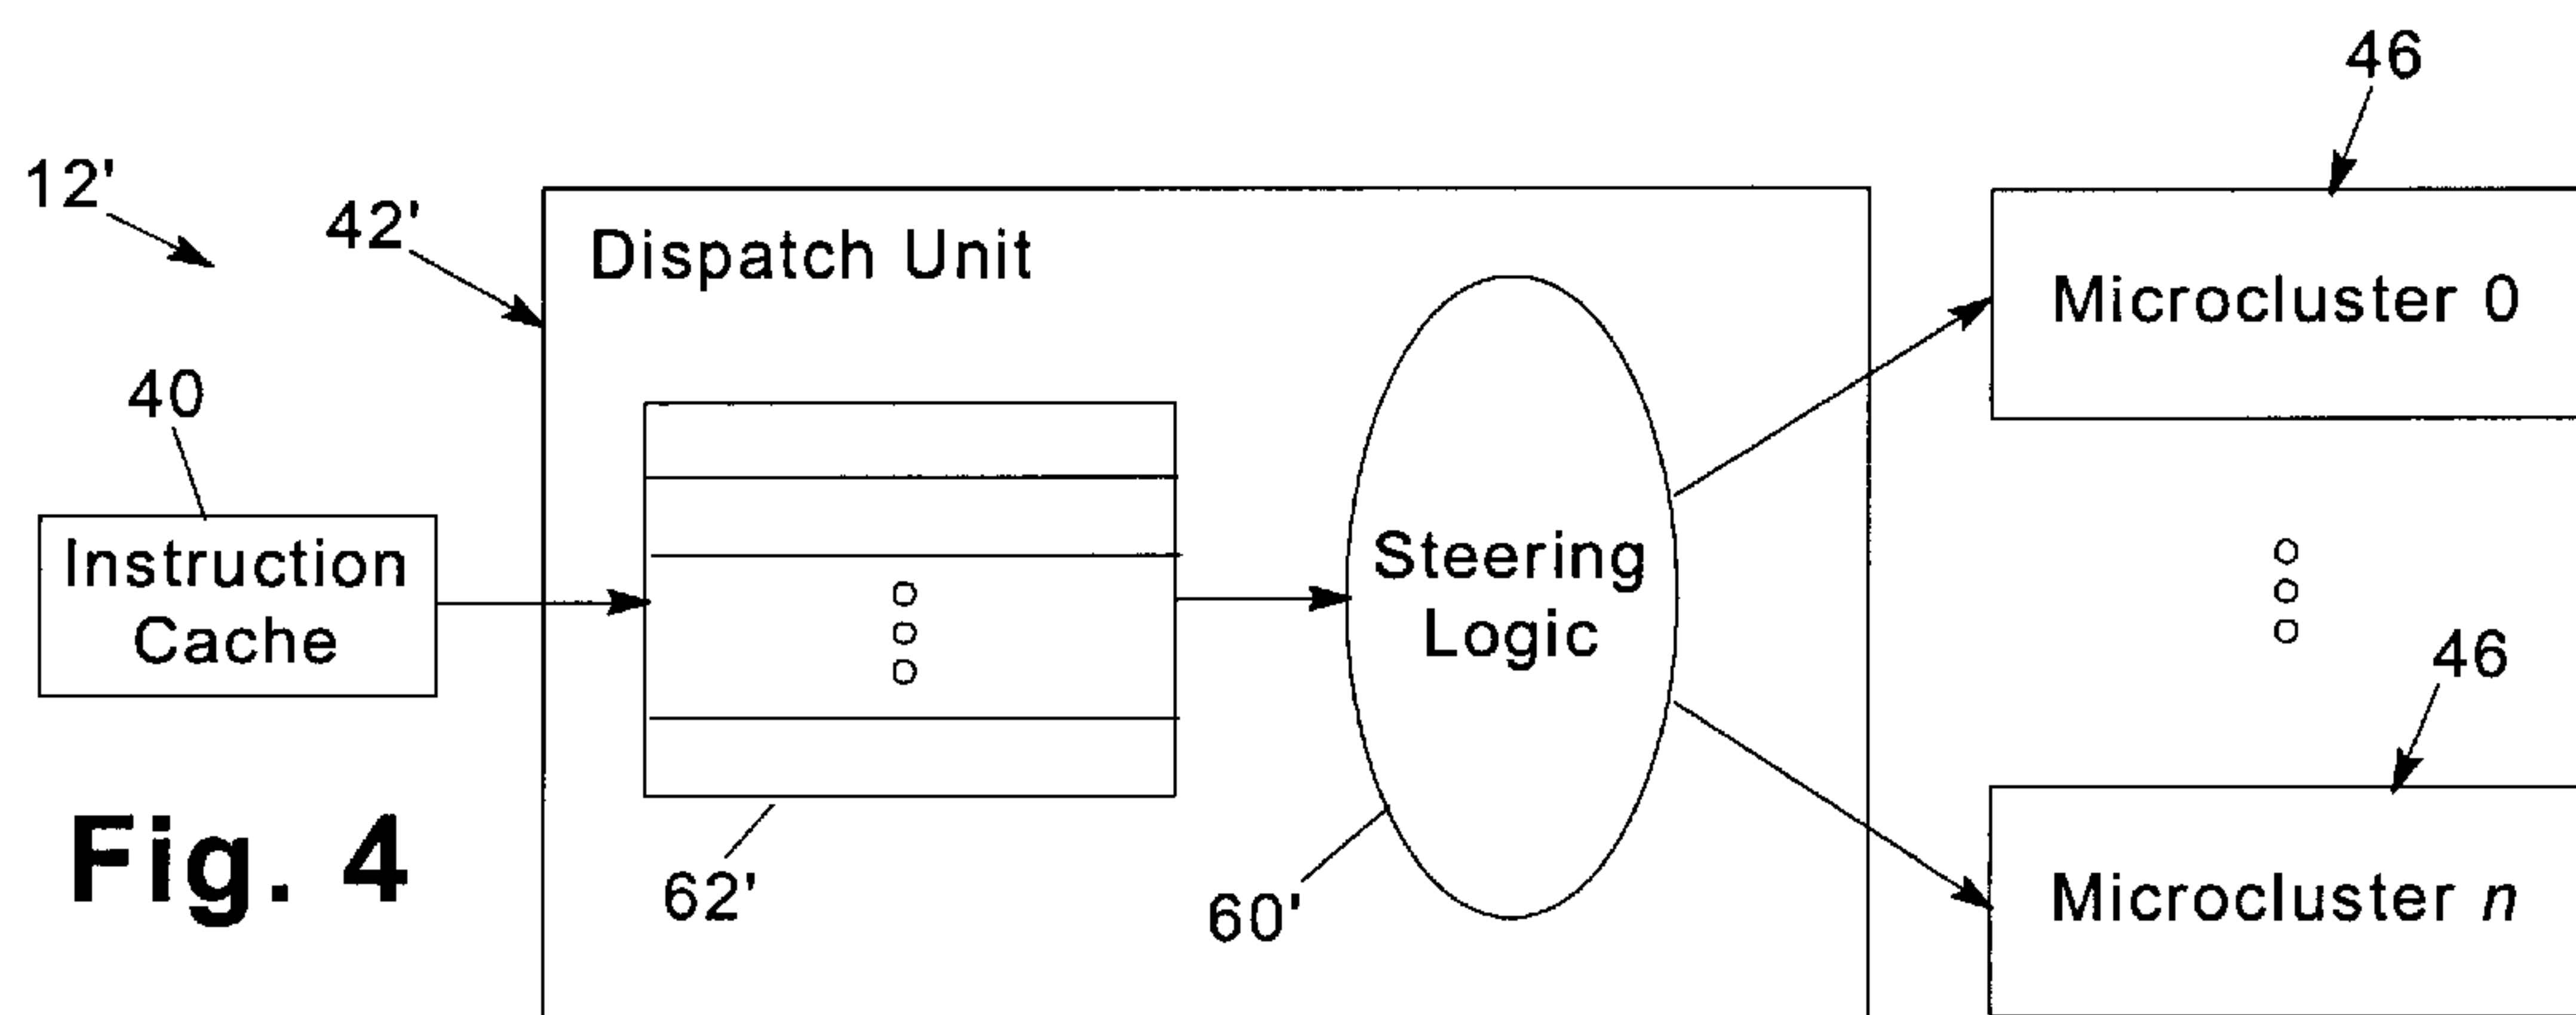 46
12'
42'
Dispatch Unit
Microcluster 0
40
Instruction
Cache
Steering
Logic
46
Fig. 4
62'
60'
Microcluster n